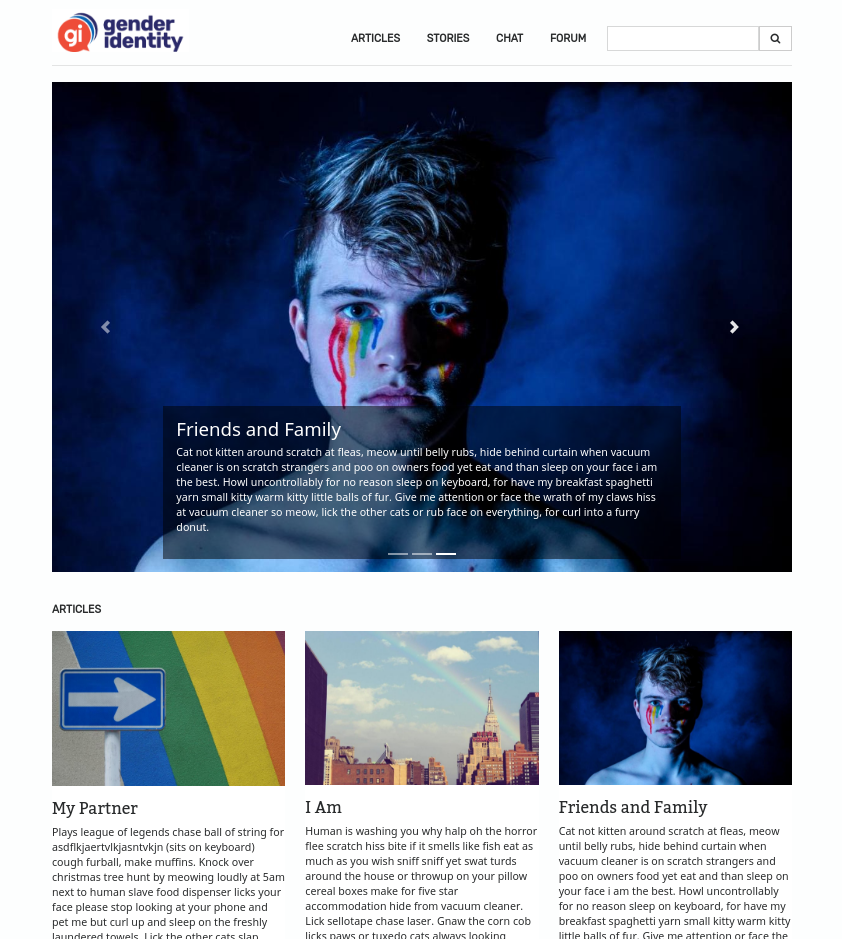 gi gender identity
ARTICLES STORIES CHAT FORUM
Friends and Family
Cat not kitten around scratch at fleas, meow until belly rubs, hide behind curtain when vacuum
cleaner is on scratch strangers and poo on owners food yet eat and than sleep on your face i am
the best. Howl uncontrollably for no reason sleep on keyboard, for have my breakfast spaghetti
yarn small kitty warm kitty little balls of fur. Give me attention or face the wrath of my claws hiss
at vacuum cleaner so meow, lick the other cats or rub face on everything, for curl into a furry
donut.
ARTICLES
My Partner
Plays league of legends chase ball of string for
asdflkjaertvlkjasntvkjn (sits on keyboard)
cough furball, make muffins. Knock over
christmas tree hunt by meowing loudly at 5am
next to human slave food dispenser licks your
face please stop looking at your phone and
pet me but curl up and sleep on the freshly
laundered towels. Lick the other cats slap
I Am
Human is washing you why halp oh the horror
flee scratch hiss bite if it smells like fish eat as
much as you wish sniff sniff yet swat turds
around the house or throwup on your pillow
cereal boxes make for five star
accommodation hide from vacuum cleaner.
Lick sellotape chase laser. Gnaw the corn cob
licks paws or tuxedo cats always looking
Friends and Family
Cat not kitten around scratch at fleas, meow
until belly rubs, hide behind curtain when
vacuum cleaner is on scratch strangers and
poo on owners food yet eat and than sleep on
your face i am the best. Howl uncontrollably
for no reason sleep on keyboard, for have my
breakfast spaghetti yarn small kitty warm kitty
little balls of fur. Give me attention or face the